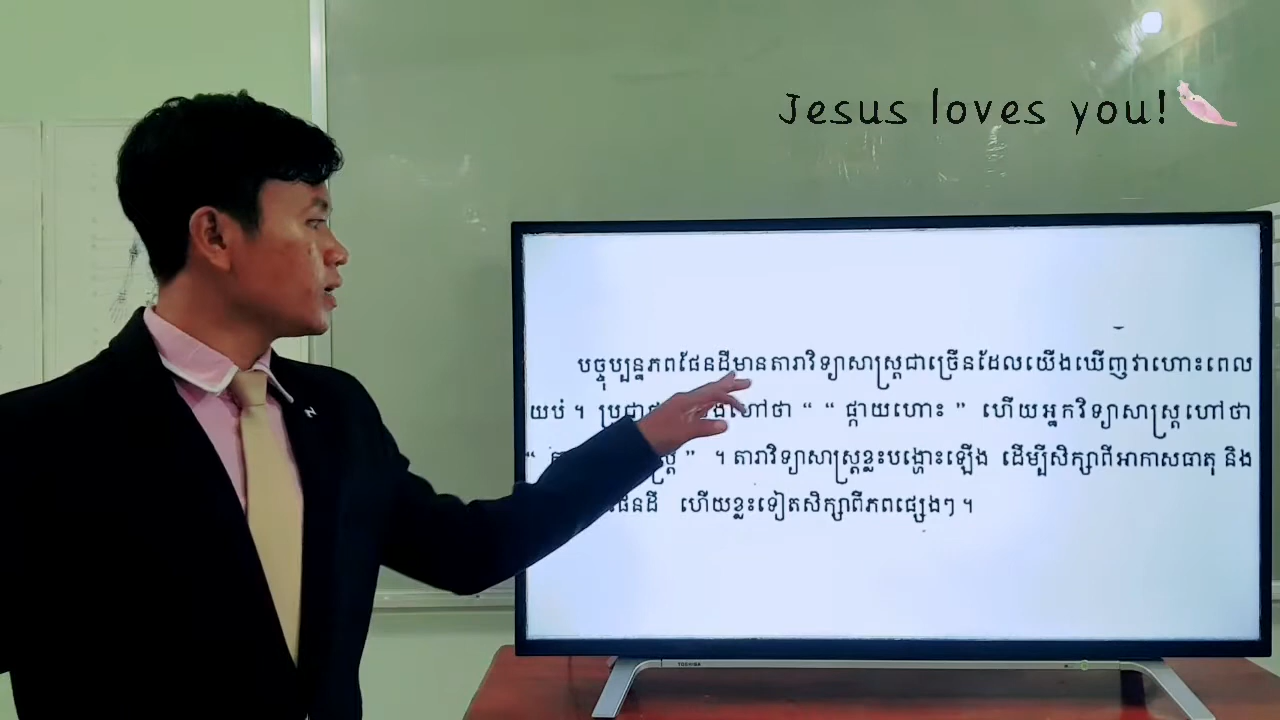 Jesus loves you!
បច្ចុប្បន្នភពផែនដីមានតារាវិទ្យាសាស្ត្រជាច្រើនដែលយើងឃើញវាហោះពេល
យប់ ។ ហៅថា “ “ ផ្កាយហោះ ” ហើយអ្នកវិទ្យាសាស្ត្រហៅថា
“ ” ។ តារាវិទ្យាសាស្ត្រខ្លះបង្ហោះឡើង ដើម្បីសិក្សាពីអាកាសធាតុ និង
ផែនដី ហើយខ្លះទៀតសិក្សាពីភពផ្សេងៗ ។
TOSHIBA